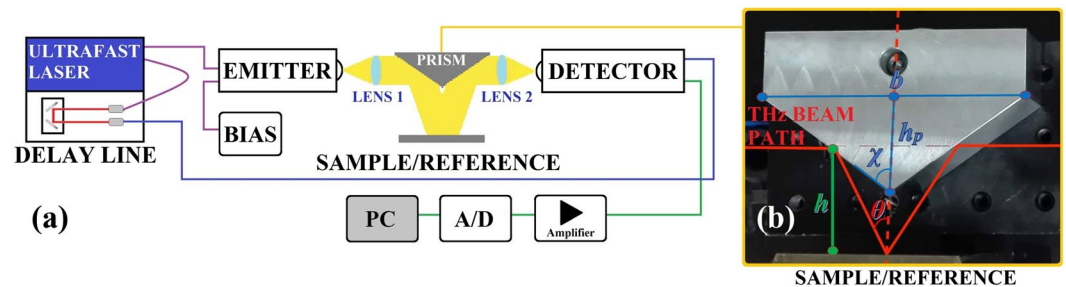 ULTRAFAST
LASER
DELAY LINE
EMITTER
BIAS
LENS 1
PRISM
LENS 2
DETECTOR
SAMPLE/REFERENCE
PC
A/D
Amplifier
(a)
b
THz BEAM
PATH
hₚ
χ
h
θ
(b)
SAMPLE/REFERENCE